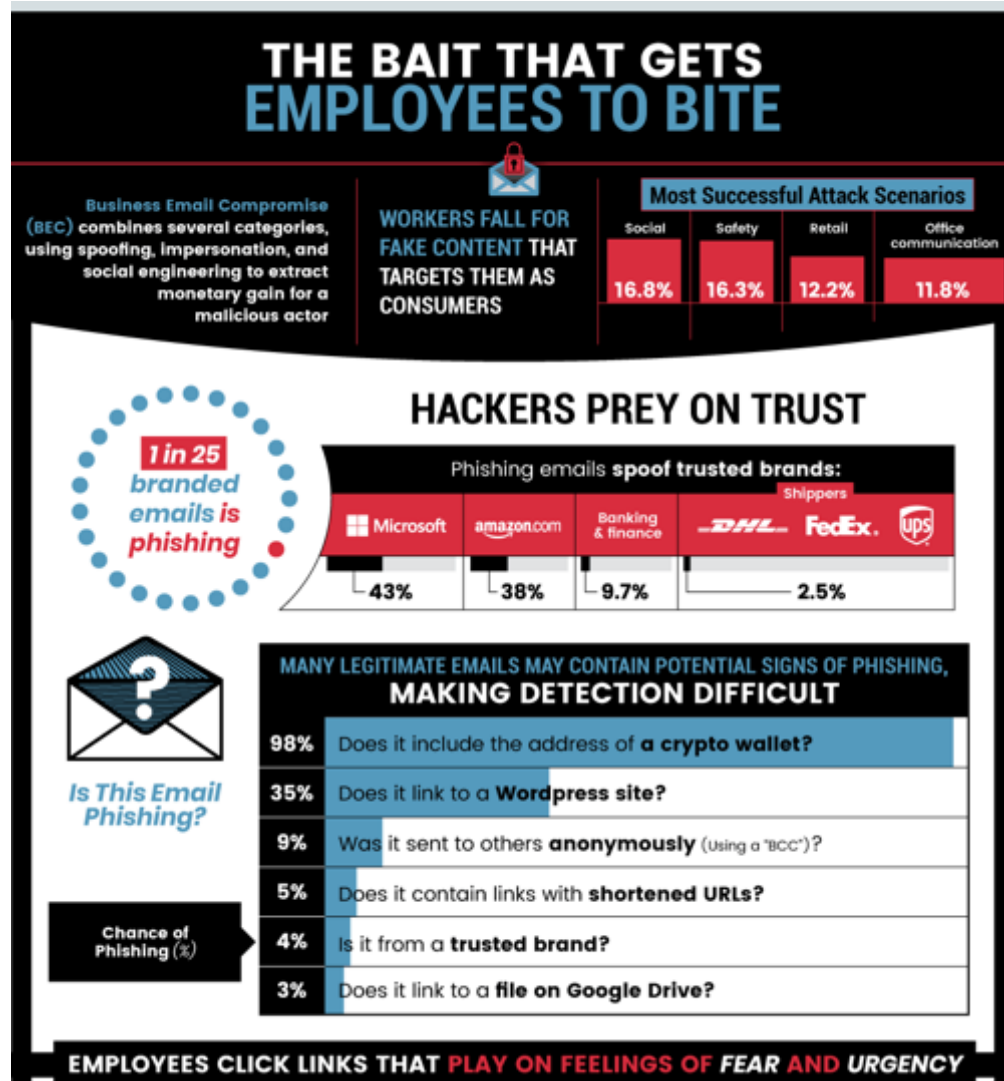 THE BAIT THAT GETS
EMPLOYEES TO BITE
Business Email Compromise
(BEC) combines several categories,
using spoofing, impersonation, and
social engineering to extract
monetary gain for a
malicious actor
WORKERS FALL FOR
FAKE CONTENT THAT
TARGETS THEM AS
CONSUMERS
Most Successful Attack Scenarios
Social
16.8%
Safety
16.3%
Retail
12.2%
Office
communication
11.8%
1 in 25
branded
emails is
phishing
HACKERS PREY ON TRUST
Phishing emails spoof trusted brands:
Microsoft
43%
amazon.com
38%
Banking
& finance
9.7%
Shippers
DHL FedEx. ups
2.5%
?
Is This Email
Phishing?
MANY LEGITIMATE EMAILS MAY CONTAIN POTENTIAL SIGNS OF PHISHING,
MAKING DETECTION DIFFICULT
98% Does it include the address of a crypto wallet?
35% Does it link to a Wordpress site?
9% Was it sent to others anonymously (Using a "BCC")?
5% Does it contain links with shortened URLs?
Chance of
Phishing (%)
4% Is it from a trusted brand?
3% Does it link to a file on Google Drive?
EMPLOYEES CLICK LINKS THAT PLAY ON FEELINGS OF FEAR AND URGENCY